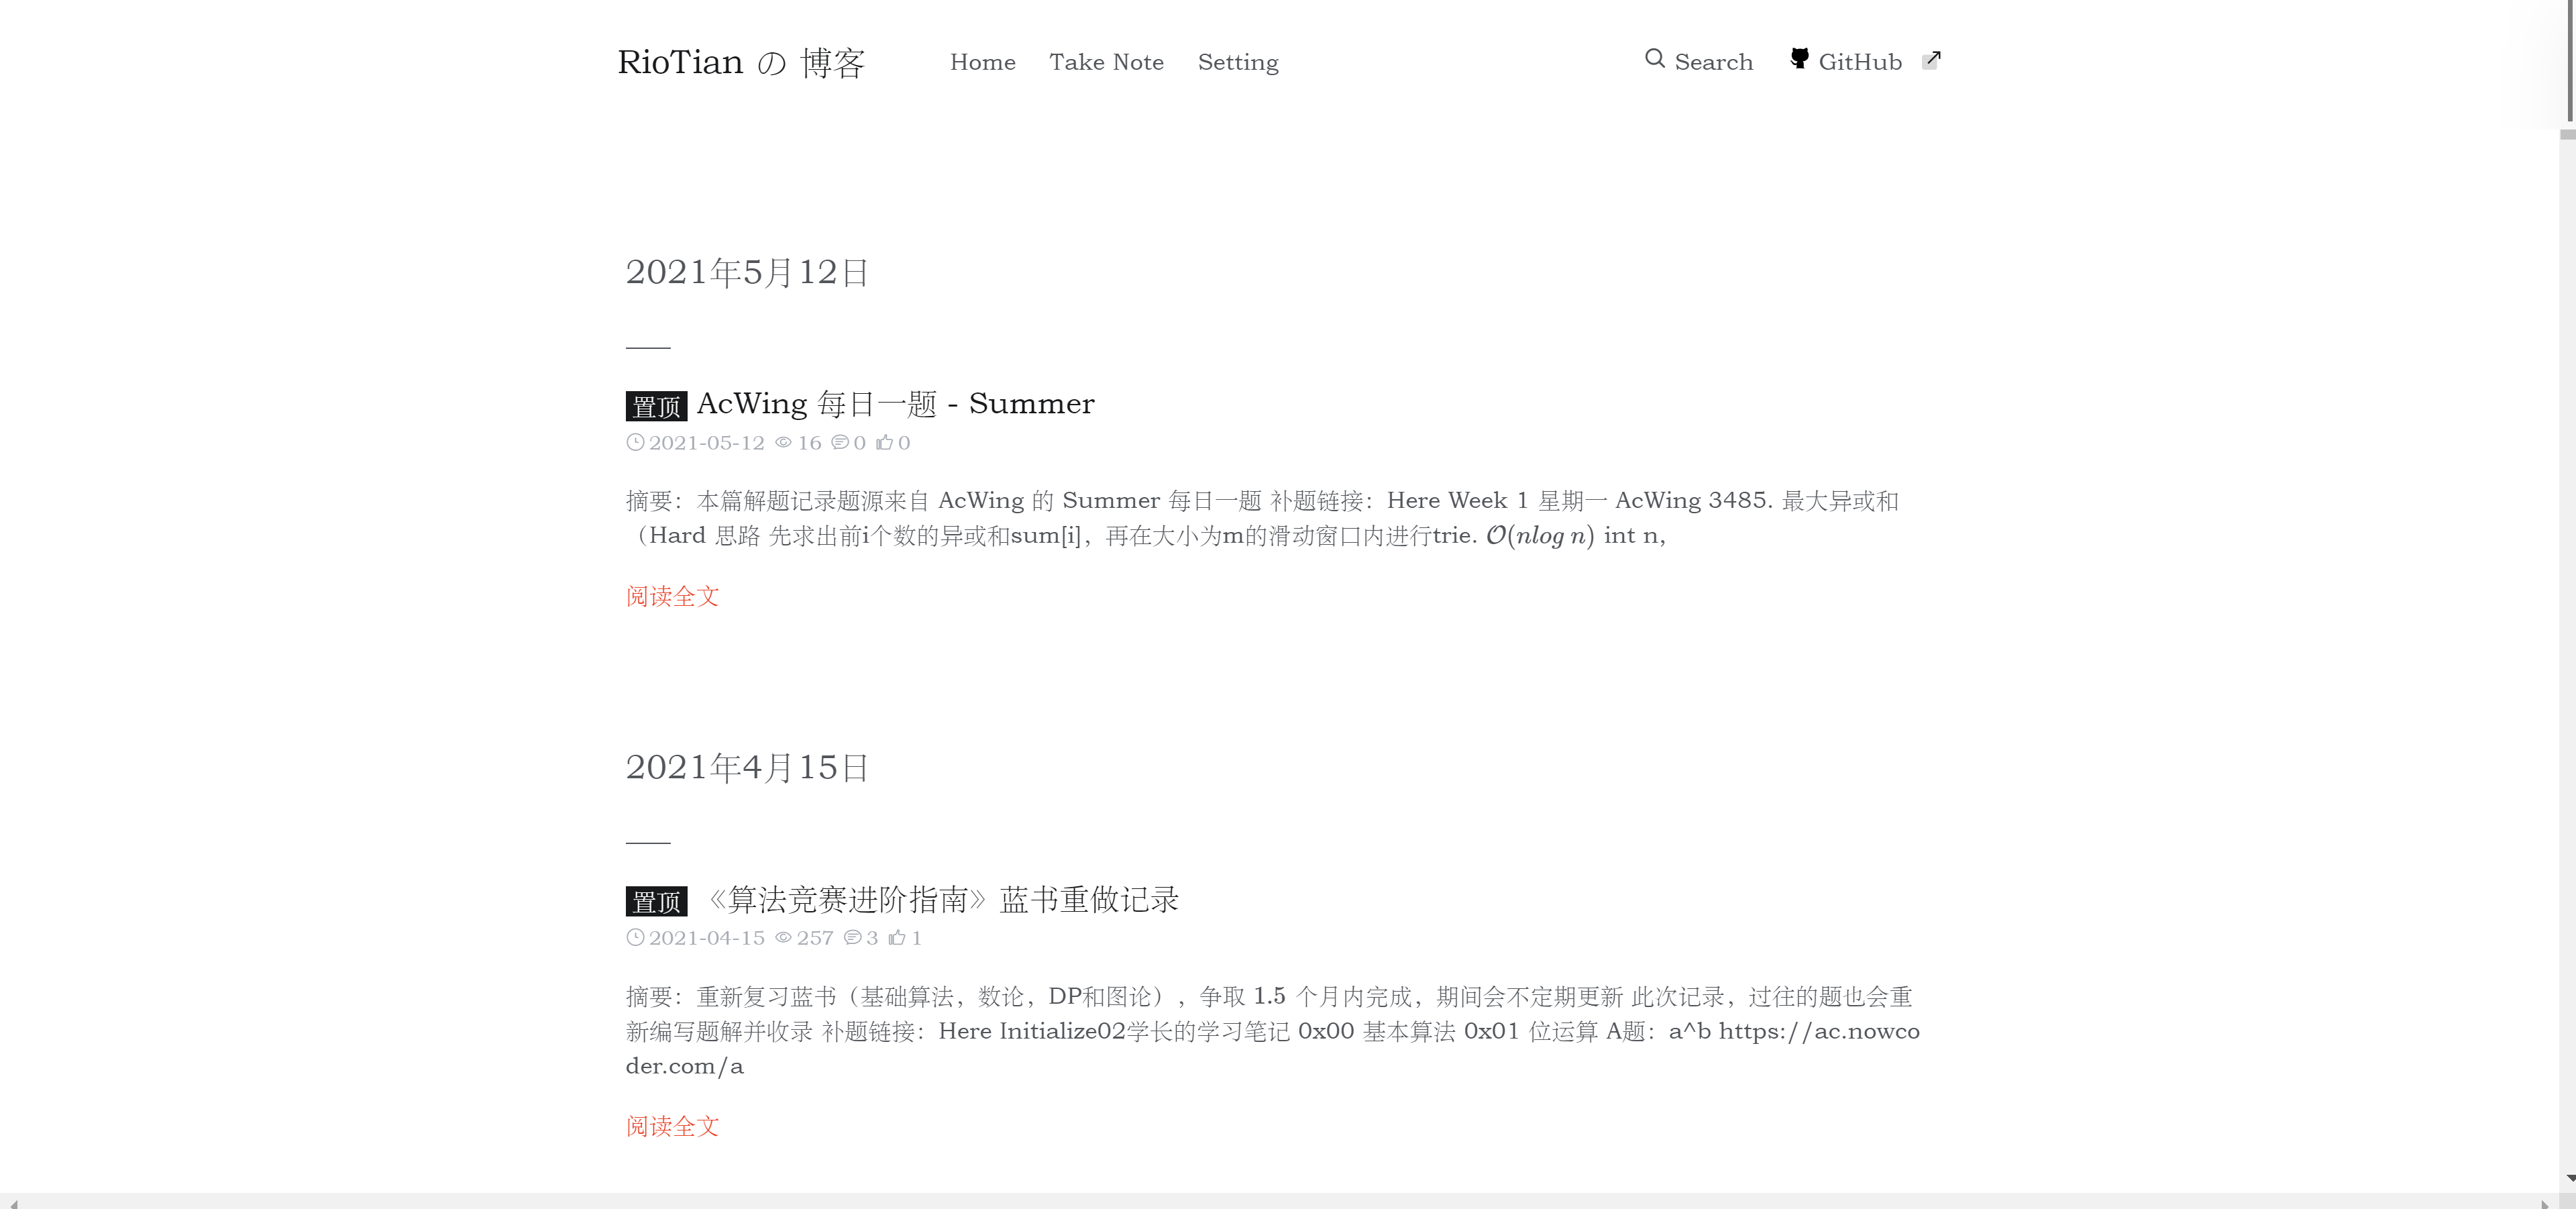 RioTian の 博客 Home Take Note Setting Search GitHub
2021年5月12日
置顶 AcWing 每日一题 - Summer
2021-05-12 16 0 0
摘要：本篇解题记录题源来自 AcWing 的 Summer 每日一题 补题链接：Here Week 1 星期一 AcWing 3485. 最大异或和
（Hard 思路 先求出前i个数的异或和sum[i]，再在大小为m的滑动窗口内进行trie. 𝒪(nlog n) int n,
阅读全文
2021年4月15日
置顶 《算法竞赛进阶指南》蓝书重做记录
2021-04-15 257 3 1
摘要：重新复习蓝书（基础算法，数论，DP和图论），争取 1.5 个月内完成，期间会不定期更新 此次记录，过往的题也会重
新编写题解并收录 补题链接：Here Initialize02学长的学习笔记 0x00 基本算法 0x01 位运算 A题：a^b https://ac.nowco
der.com/a
阅读全文